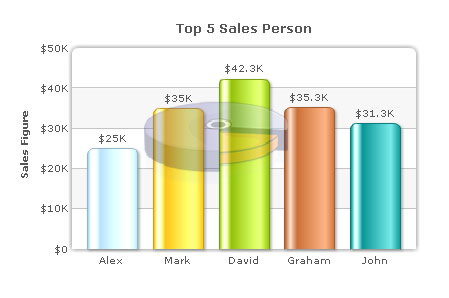 Top 5 Sales Person
Sales Figure
$50K
$40K
$30K
$20K
$10K
$0
$25K
$35K
$42.3K
$35.3K
$31.3K
Alex Mark David Graham John